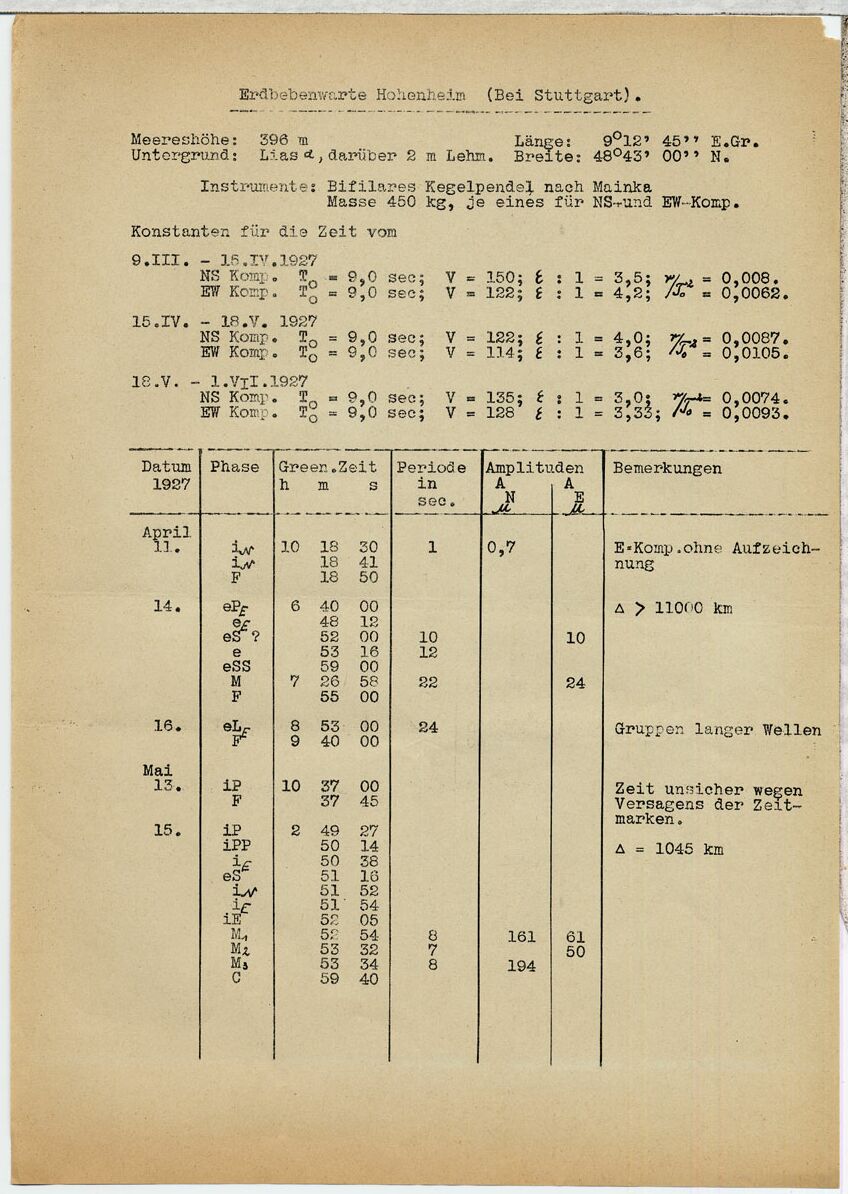 Erdbebenwarte Hohenheim (Bei Stuttgart).
Meereshöhe: 396 m Länge: 9°12' 45'' E.Gr.
Untergrund: Lias α, darüber 2 m Lehm. Breite: 48°43' 00'' N.
Instrumente: Bifilares Kegelpendel nach Mainka
Masse 450 kg, je eines für NS-und EW-Komp.
Konstanten für die Zeit vom
9.III. - 15.IV.1927
NS Komp. To = 9,0 sec; V = 150; ε : 1 = 3,5; r/To² = 0,008.
EW Komp. To = 9,0 sec; V = 122; ε : 1 = 4,2; = 0,0062.
15.IV. - 18.V. 1927
NS Komp. To = 9,0 sec; V = 122; ε : 1 = 4,0; r/To² = 0,0087.
EW Komp. To = 9,0 sec; V = 114; ε : 1 = 3,6; = 0,0105.
18.V. - 1.VII.1927
NS Komp. To = 9,0 sec; V = 135; ε : 1 = 3,0; r/To² = 0,0074.
EW Komp. To = 9,0 sec; V = 128 ε : 1 = 3,33; = 0,0093.
Datum Phase Green.Zeit Periode Amplituden Bemerkungen
1927 h m s in A A
sec. N E
μ μ
April
11. iN 10 18 30 1 0,7 E=Komp.ohne Aufzeich-
iN 18 41 nung
F 18 50
14. ePE 6 40 00 Δ > 11000 km
eE 48 12
eS ? 52 00 10 10
e 53 16 12
eSS 59 00
M 7 26 58 22 24
F 55 00
16. eLE 8 53 00 24 Gruppen langer Wellen
F 9 40 00
Mai
13. iP 10 37 00 Zeit unsicher wegen
F 37 45 Versagens der Zeit-
marken.
15. iP 2 49 27
iPP 50 14 Δ = 1045 km
iE 50 38
eS 51 16
iN 51 52
iE 51 54
iE 52 05
M1 52 54 8 161 61
M2 53 32 7 50
M3 53 34 8 194
C 59 40